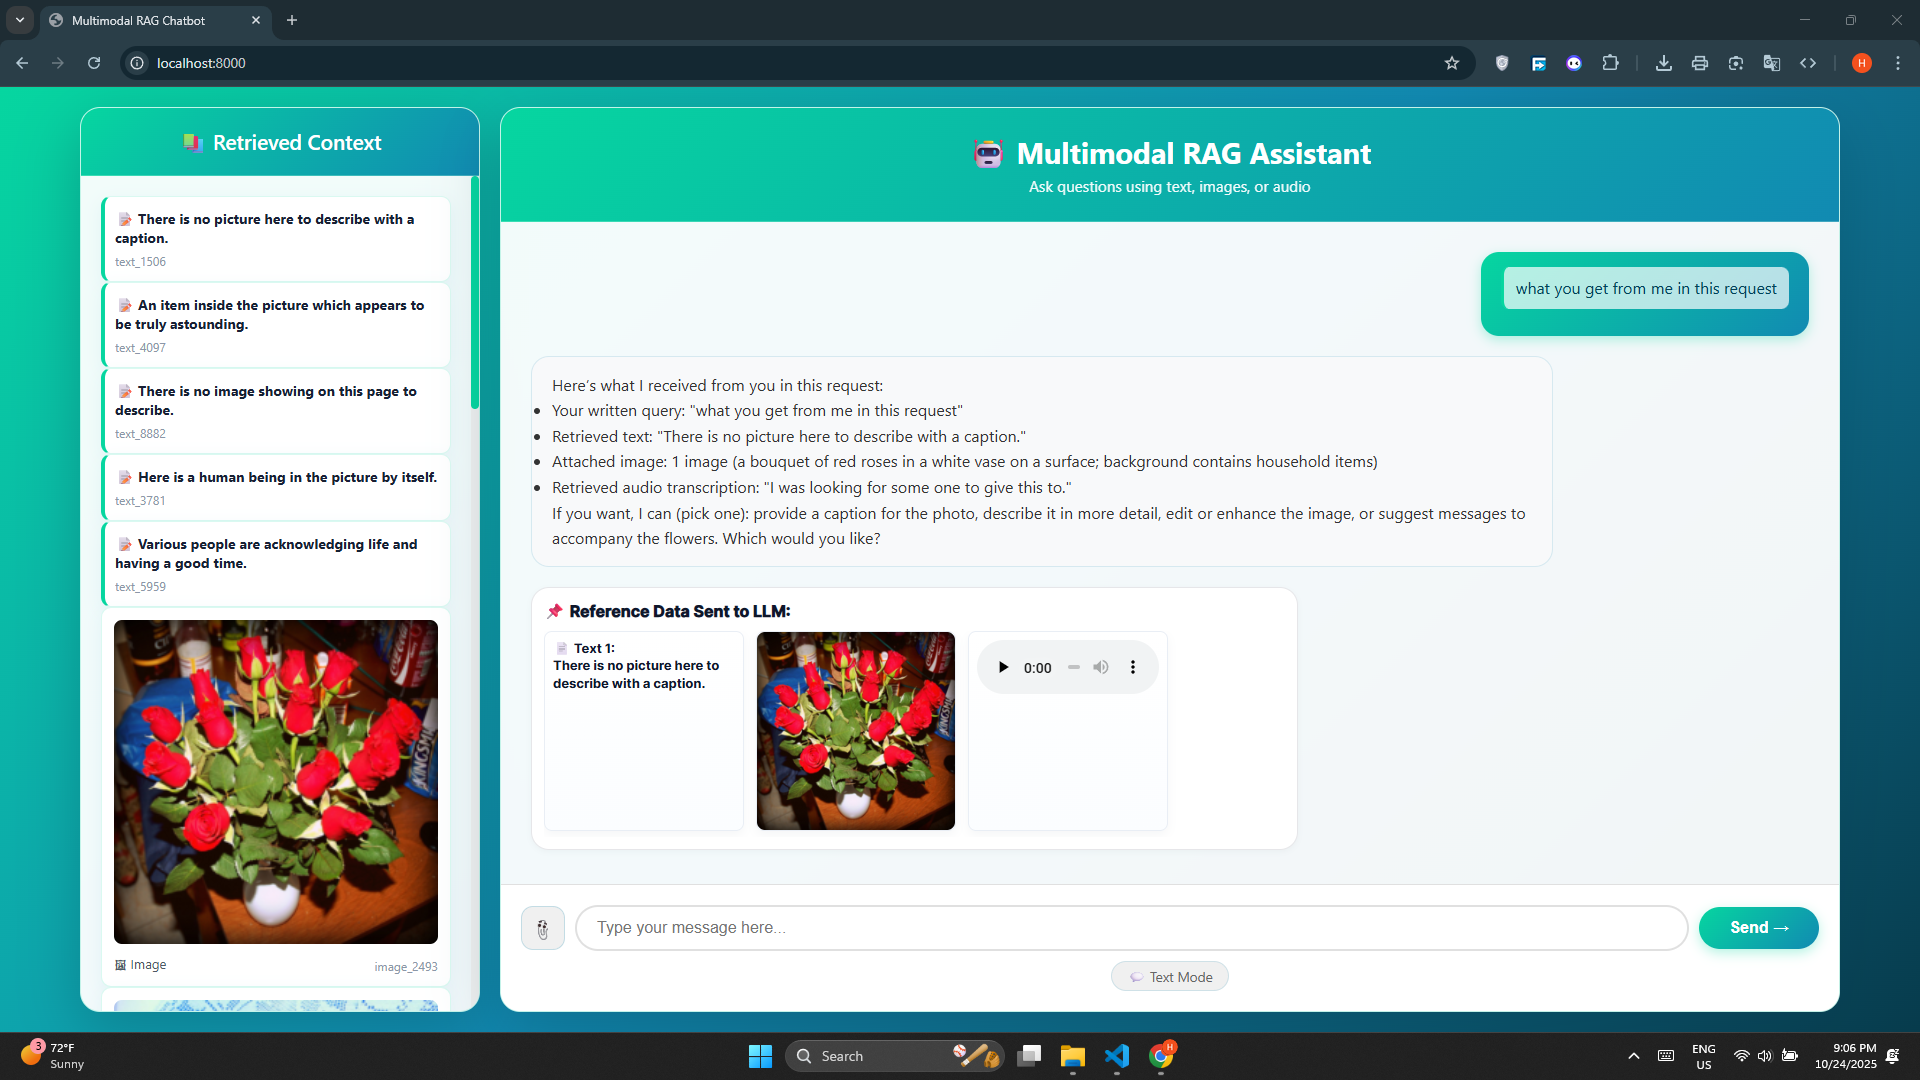 Multimodal RAG Chatbot
localhost:8000
H
Retrieved Context
There is no picture here to describe with a
caption.
text_1506
An item inside the picture which appears to
be truly astounding.
text_4097
There is no image showing on this page to
describe.
text_8882
Here is a human being in the picture by itself.
text_3781
Various people are acknowledging life and
having a good time.
text_5959
Image
image_2493
Multimodal RAG Assistant
Ask questions using text, images, or audio
what you get from me in this request
Here's what I received from you in this request:
• Your written query: "what you get from me in this request"
• Retrieved text: "There is no picture here to describe with a caption."
• Attached image: 1 image (a bouquet of red roses in a white vase on a surface; background contains household items)
• Retrieved audio transcription: "I was looking for some one to give this to."
If you want, I can (pick one): provide a caption for the photo, describe it in more detail, edit or enhance the image, or suggest messages to
accompany the flowers. Which would you like?
Reference Data Sent to LLM:
Text 1:
There is no picture here to
describe with a caption.
0:00
Type your message here...
Send →
Text Mode
3
72°F
Sunny
Search
H
ENG
US
9:06 PM
10/24/2025